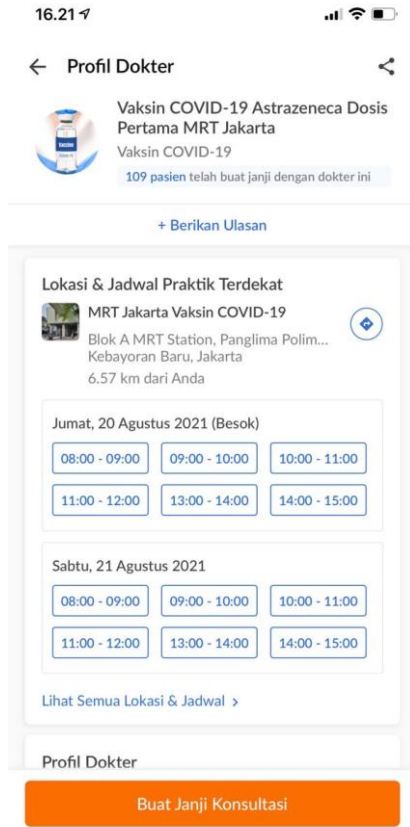 16.21
Profil Dokter
Vaksin COVID-19 Astrazeneca Dosis
Pertama MRT Jakarta
Vaksin COVID-19
109 pasien telah buat janji dengan dokter ini
+ Berikan Ulasan
Lokasi & Jadwal Praktik Terdekat
MRT Jakarta Vaksin COVID-19
Blok A MRT Station, Panglima Polim...
Kebayoran Baru, Jakarta
6.57 km dari Anda
Jumat, 20 Agustus 2021 (Besok)
08:00 - 09:00 09:00 - 10:00 10:00 - 11:00
11:00 - 12:00 13:00 - 14:00 14:00 - 15:00
Sabtu, 21 Agustus 2021
08:00 - 09:00 09:00 - 10:00 10:00 - 11:00
11:00 - 12:00 13:00 - 14:00 14:00 - 15:00
Lihat Semua Lokasi & Jadwal >
Profil Dokter
Buat Janji Konsultasi